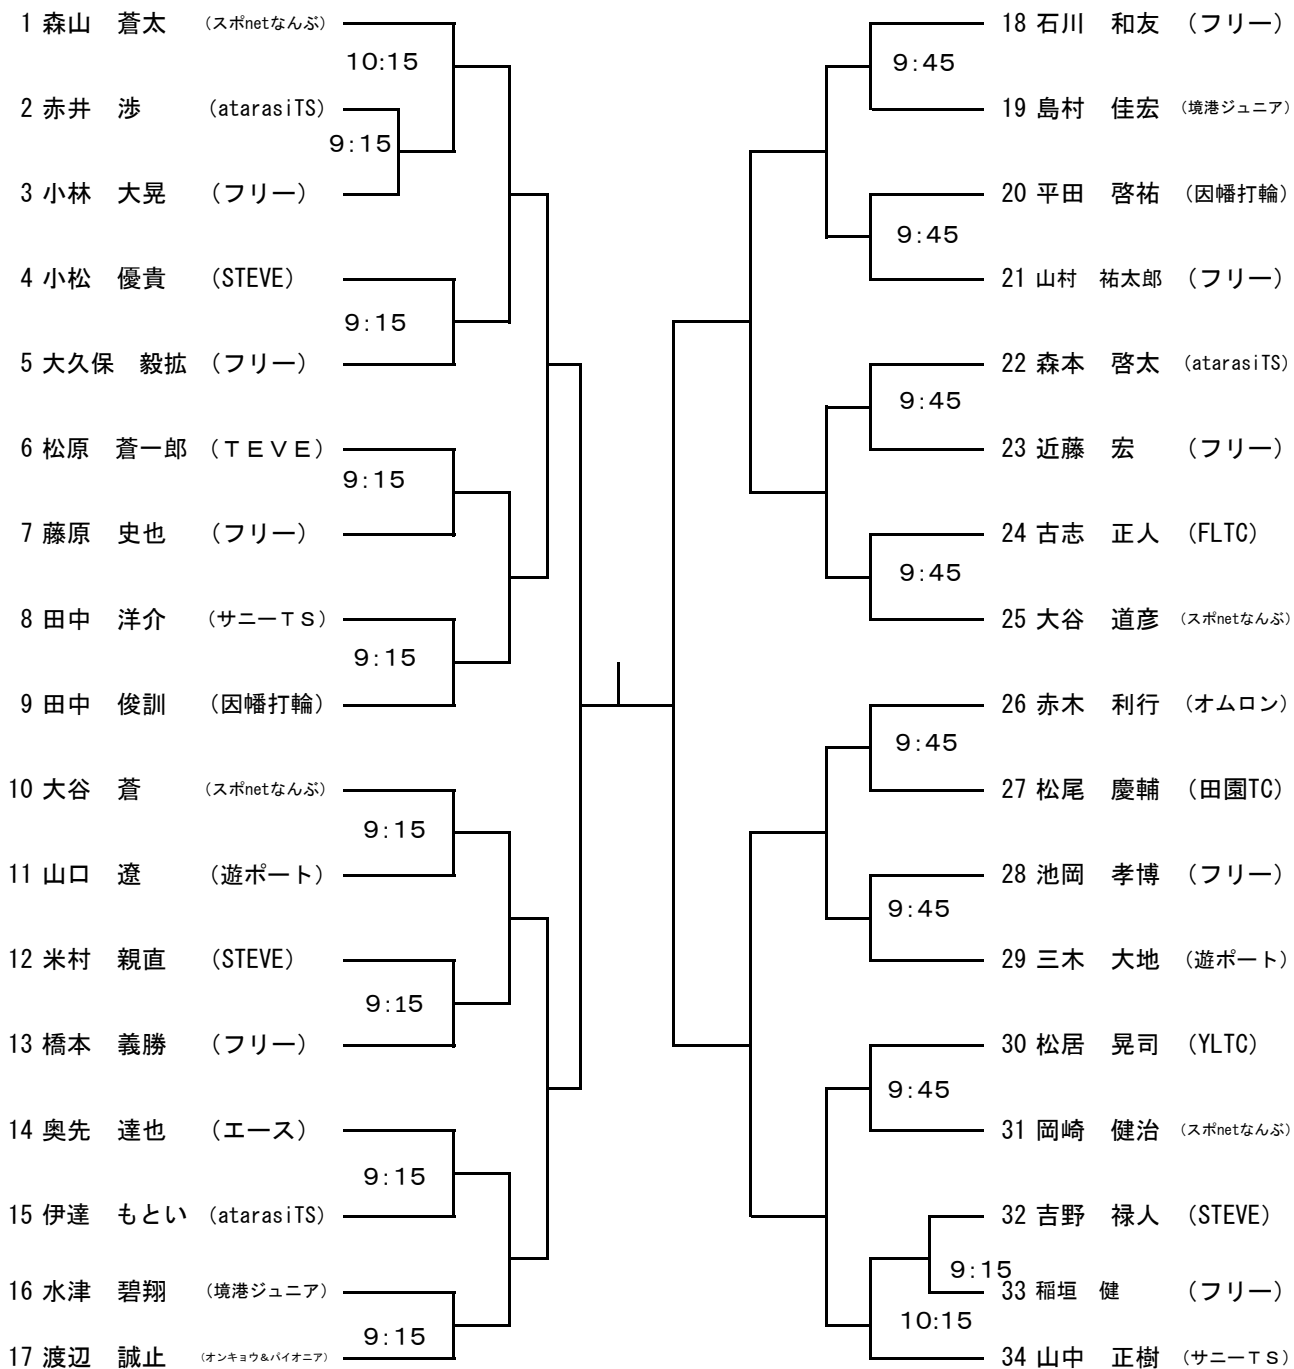 1 森山　蒼太　（スポnetなんぶ）
10:15
2 赤井　渉　（atarasiTS）
9:15
3 小林　大晃　（フリー）
4 小松　優貴　（STEVE）
9:15
5 大久保　毅拡　（フリー）
6 松原　蒼一郎　（ＴＥＶＥ）
9:15
7 藤原　史也　（フリー）
8 田中　洋介　（サニーＴＳ）
9:15
9 田中　俊訓　（因幡打輪）
10 大谷　蒼　（スポnetなんぶ）
9:15
11 山口　遼　（遊ポート）
12 米村　親直　（STEVE）
9:15
13 橋本　義勝　（フリー）
14 奥先　達也　（エース）
9:15
15 伊達　もとい　（atarasiTS）
16 水津　碧翔　（境港ジュニア）
9:15
17 渡辺　誠止　（オンキョウ&パイオニア）
18 石川　和友　（フリー）
9:45
19 島村　佳宏　（境港ジュニア）
20 平田　啓祐　（因幡打輪）
9:45
21 山村　祐太郎　（フリー）
22 森本　啓太　（atarasiTS）
9:45
23 近藤　宏　（フリー）
24 古志　正人　（FLTC）
9:45
25 大谷　道彦　（スポnetなんぶ）
26 赤木　利行　（オムロン）
9:45
27 松尾　慶輔　（田園TC）
28 池岡　孝博　（フリー）
9:45
29 三木　大地　（遊ポート）
30 松居　晃司　（YLTC）
9:45
31 岡崎　健治　（スポnetなんぶ）
32 吉野　禄人　（STEVE）
9:15
33 稲垣　健　（フリー）
10:15
34 山中　正樹　（サニーＴＳ）